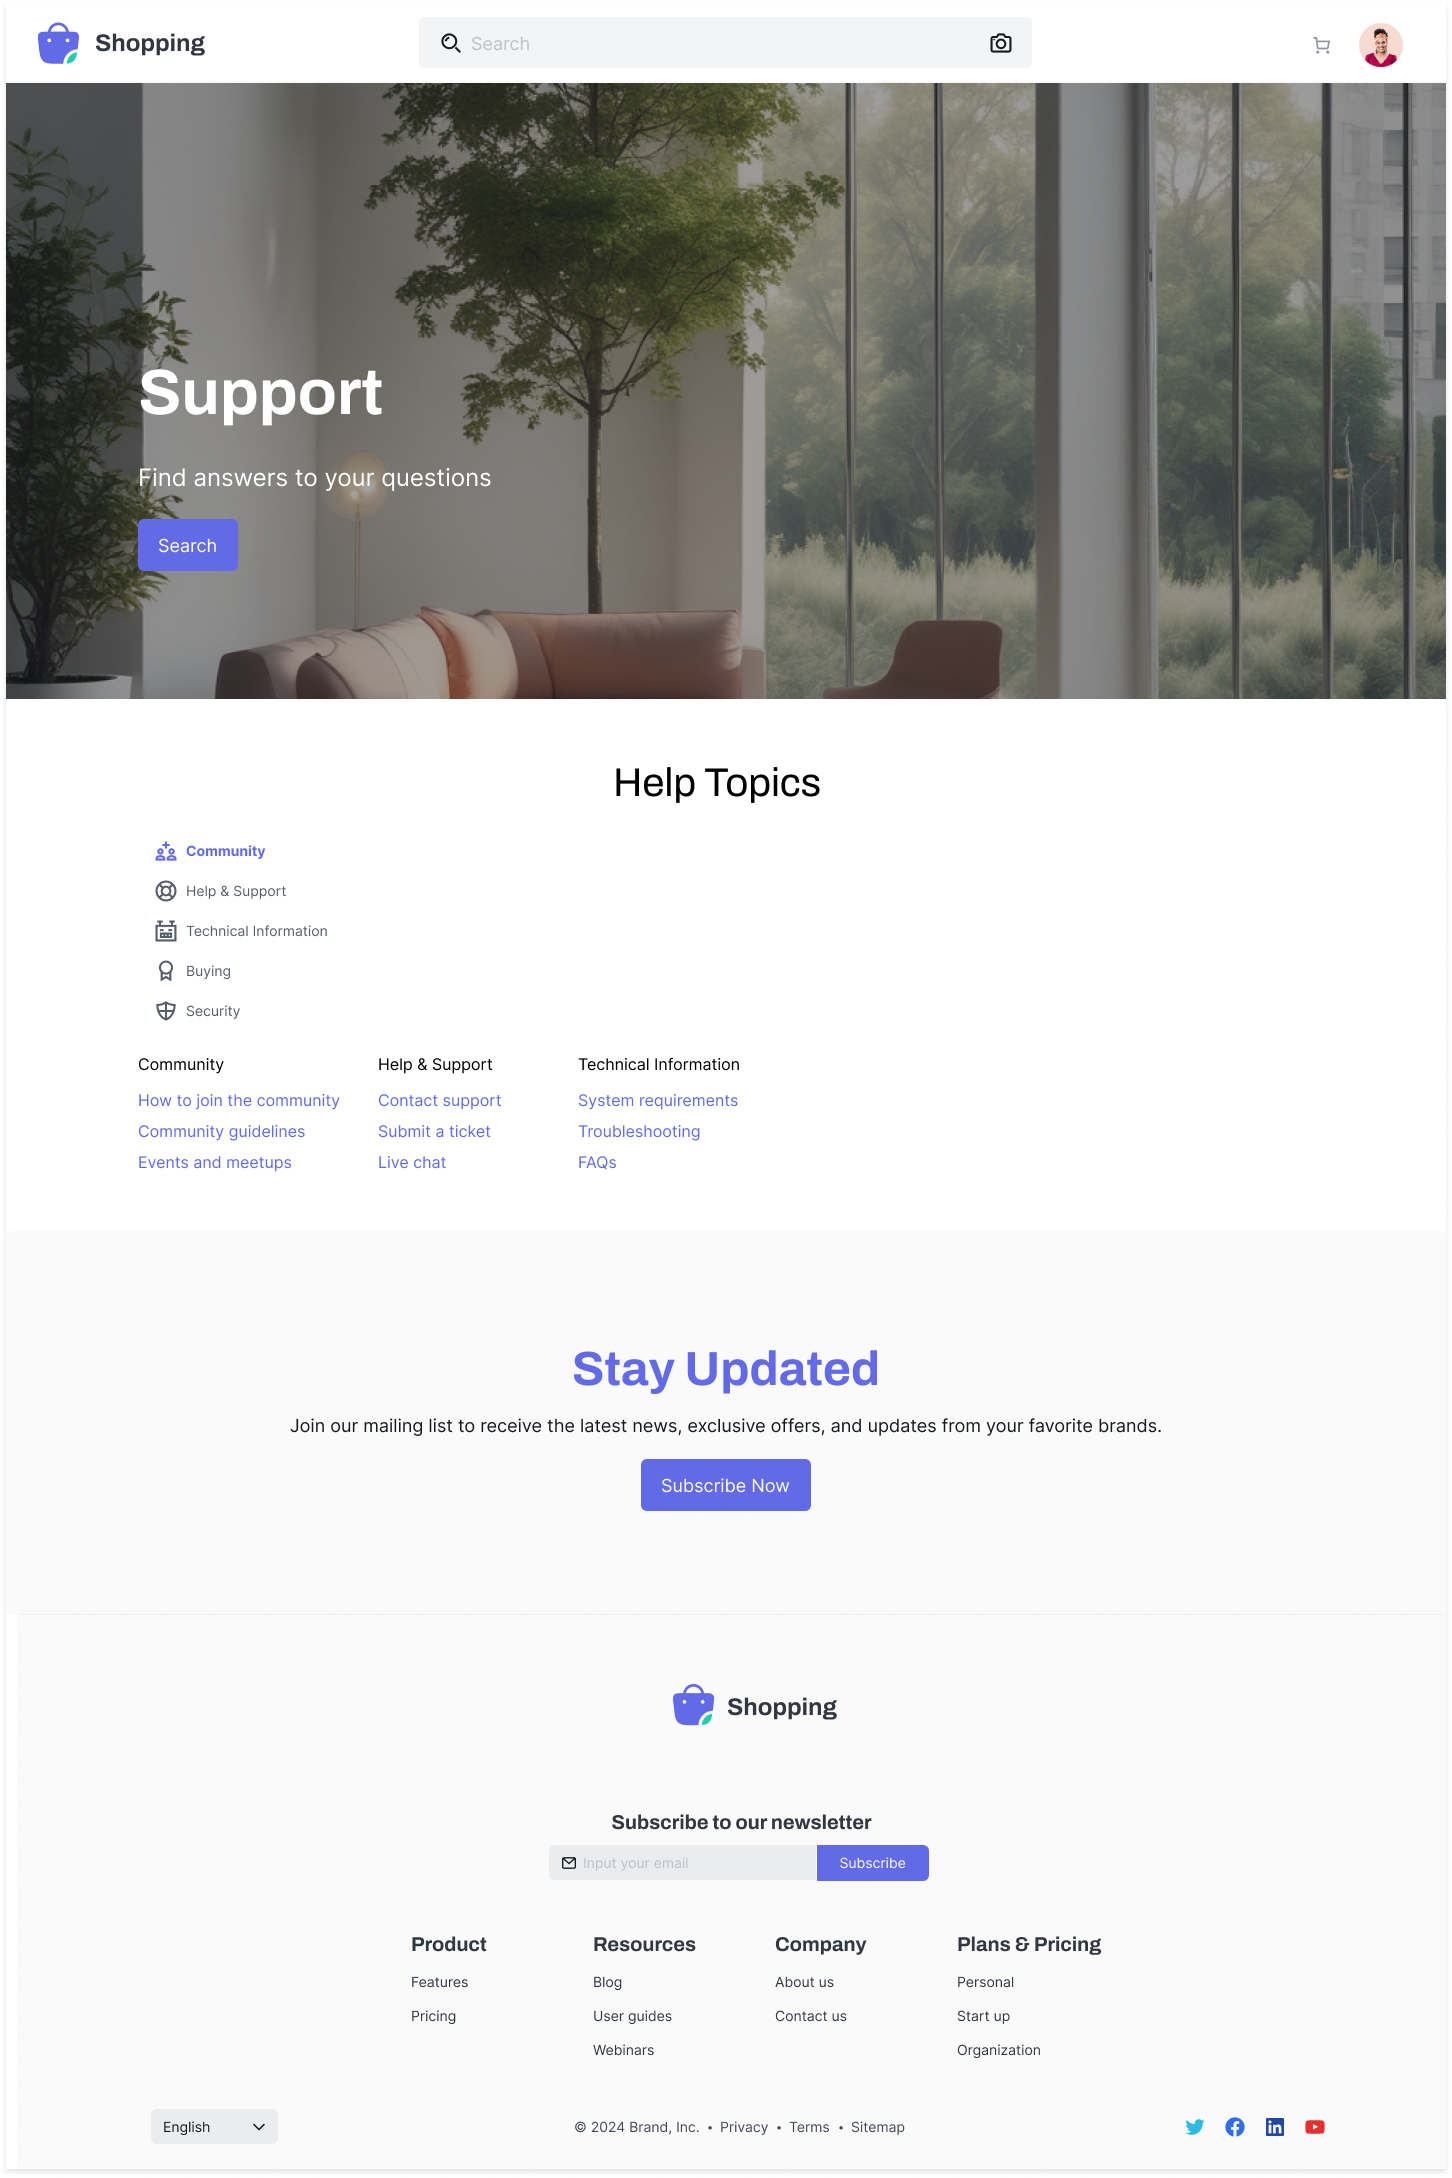 Shopping
Search
Support
Find answers to your questions
Search
Help Topics
Community
Help & Support
Technical Information
Buying
Security
Community
How to join the community
Community guidelines
Events and meetups
Help & Support
Contact support
Submit a ticket
Live chat
Technical Information
System requirements
Troubleshooting
FAQs
Stay Updated
Join our mailing list to receive the latest news, exclusive offers, and updates from your favorite brands.
Subscribe Now
Shopping
Subscribe to our newsletter
Input your email
Subscribe
Product
Features
Pricing
Resources
Blog
User guides
Webinars
Company
About us
Contact us
Plans & Pricing
Personal
Start up
Organization
English
© 2024 Brand, Inc. • Privacy • Terms • Sitemap